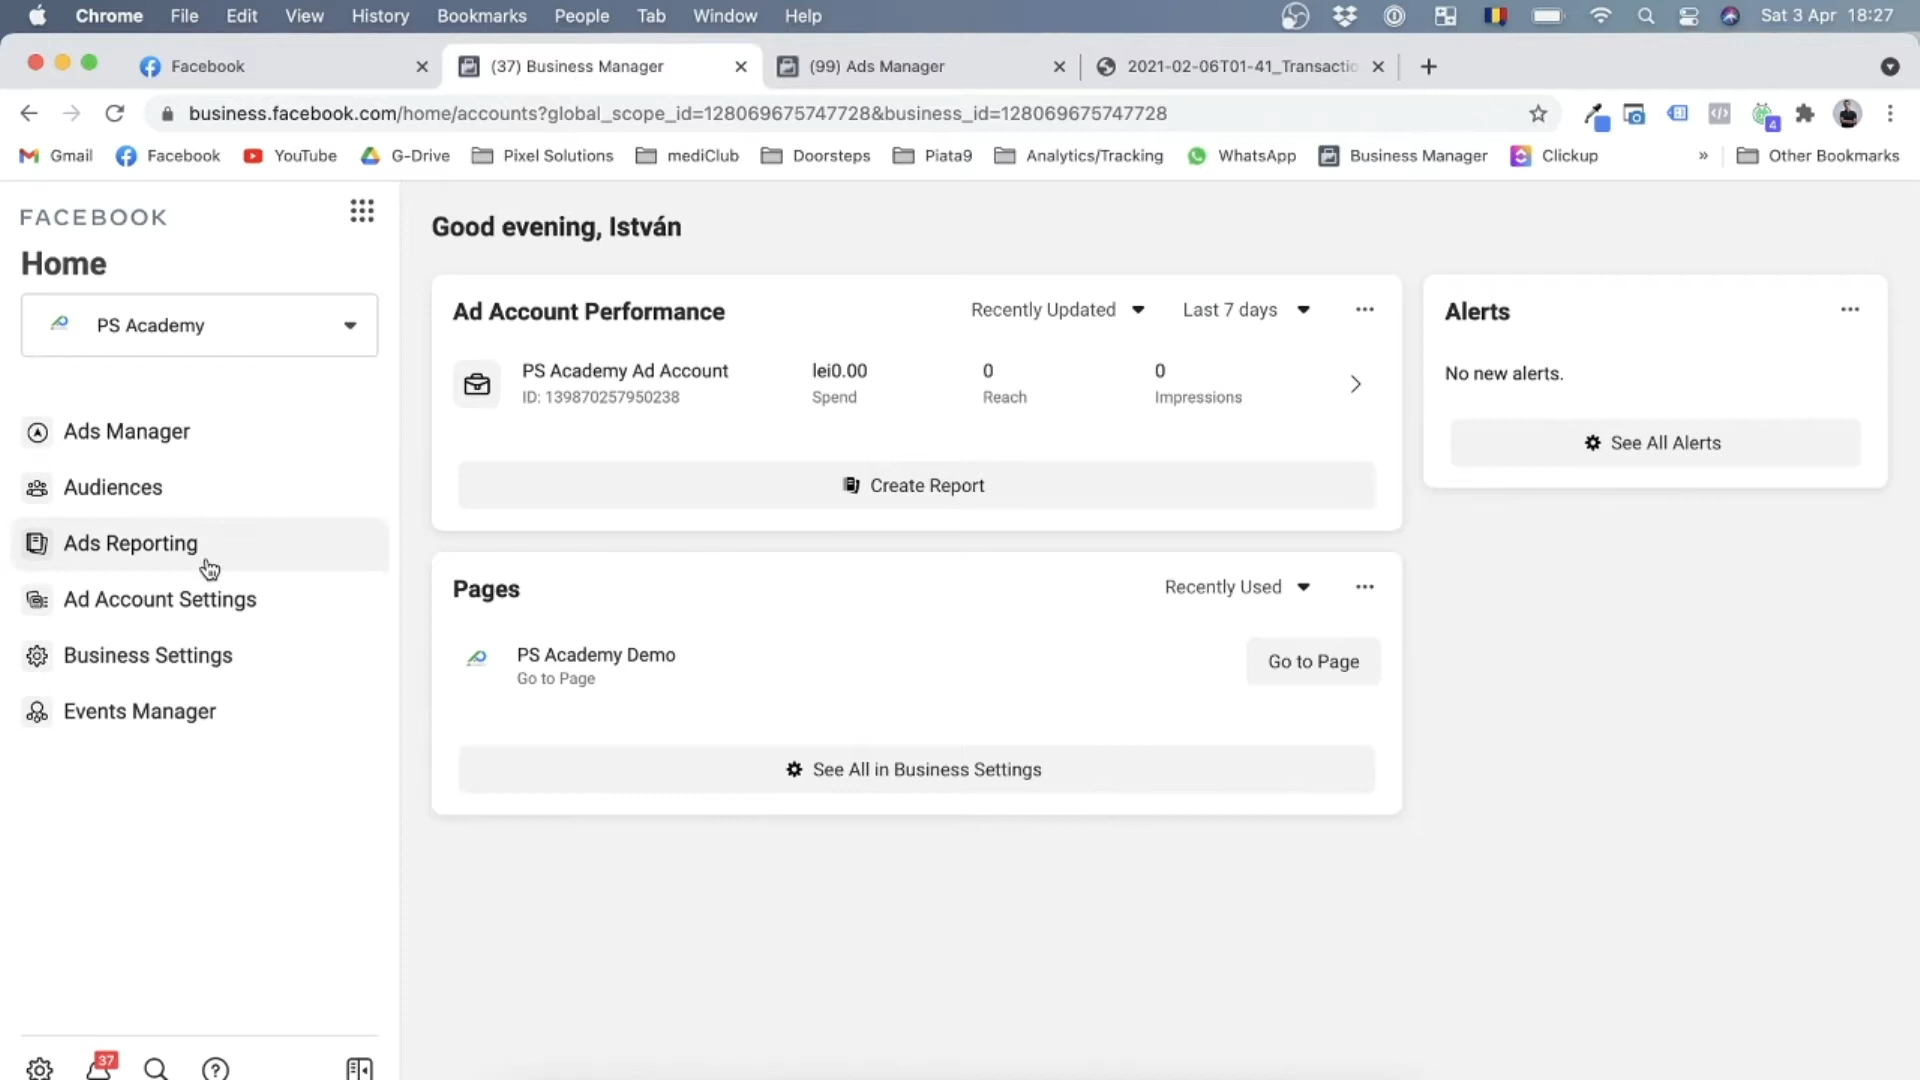 Chrome File Edit View History Bookmarks People Tab Window Help Sat 3 Apr 18:27
Facebook (37) Business Manager (99) Ads Manager 2021-02-06T01-41_Transactio
business.facebook.com/home/accounts?global_scope_id=128069675747728&business_id=128069675747728
4
Gmail Facebook YouTube G-Drive Pixel Solutions mediClub Doorsteps Piata9 Analytics/Tracking WhatsApp Business Manager Clickup » Other Bookmarks
FACEBOOK
Home
PS Academy
Ads Manager
Audiences
Ads Reporting
Ad Account Settings
Business Settings
Events Manager
37
Good evening, István
Ad Account Performance Recently Updated Last 7 days
PS Academy Ad Account lei0.00 0 0
ID: 139870257950238 Spend Reach Impressions
Create Report
Pages Recently Used
PS Academy Demo
Go to Page
Go to Page
See All in Business Settings
Alerts
No new alerts.
See All Alerts